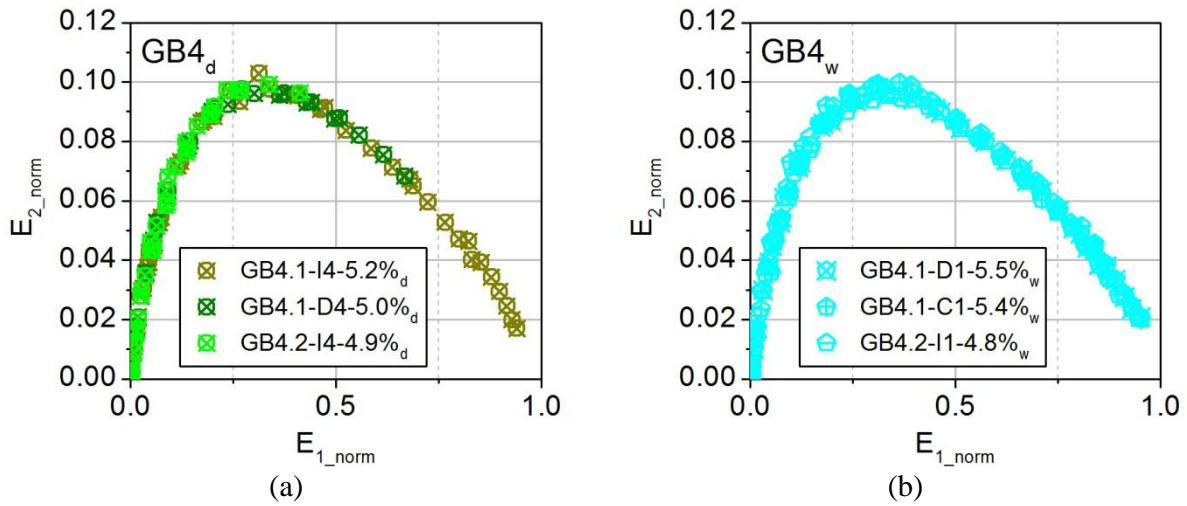 GB4d
0.12
0.10
0.08
0.06
0.04
0.02
0.00
E2_norm
GB4.1-I4-5.2%d
GB4.1-D4-5.0%d
GB4.2-I4-4.9%d
0.0
0.5
1.0
E1_norm
(a)
GB4w
0.12
0.10
0.08
0.06
0.04
0.02
0.00
E2_norm
GB4.1-D1-5.5%w
GB4.1-C1-5.4%w
GB4.2-I1-4.8%w
0.0
0.5
1.0
E1_norm
(b)